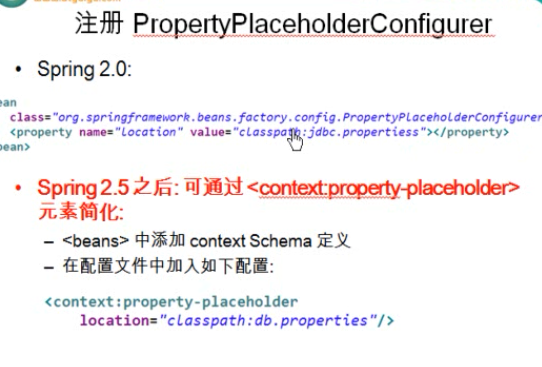 注册 PropertyPlaceholderConfigurer
• Spring 2.0:
ean
class="org.springframework.beans.factory.config.PropertyPlaceholderConfigurer
<property name="location" value="classpath:jdbc.propertiess"></property>
bean>
• Spring 2.5 之后: 可通过 <context:property-placeholder>
元素简化:
– <beans> 中添加 context Schema 定义
– 在配置文件中加入如下配置:
<context:property-placeholder
location="classpath:db.properties"/>